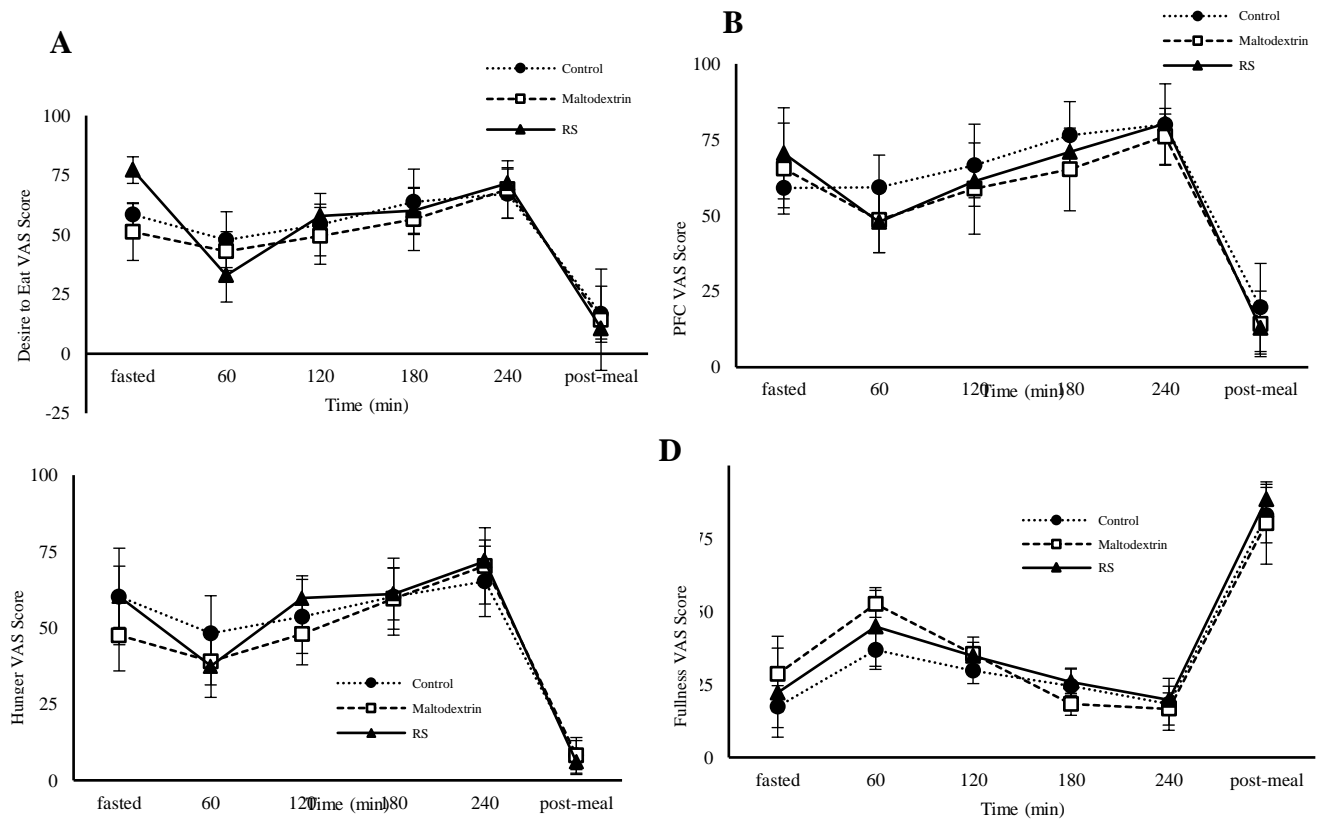 A
Control
Maltodextrin
RS
100
75
50
25
0
-25
Desire to Eat VAS Score
fasted 60 120 180 240 post-meal
Time (min)
B
Control
Maltodextrin
RS
100
75
50
25
0
PFC VAS Score
fasted 60 120 180 240 post-meal
Time (min)
100
75
50
25
0
Hunger VAS Score
Control
Maltodextrin
RS
fasted 60 120 180 240 post-meal
Time (min)
D
Control
Maltodextrin
RS
75
50
25
0
Fullness VAS Score
fasted 60 120 180 240 post-meal
Time (min)